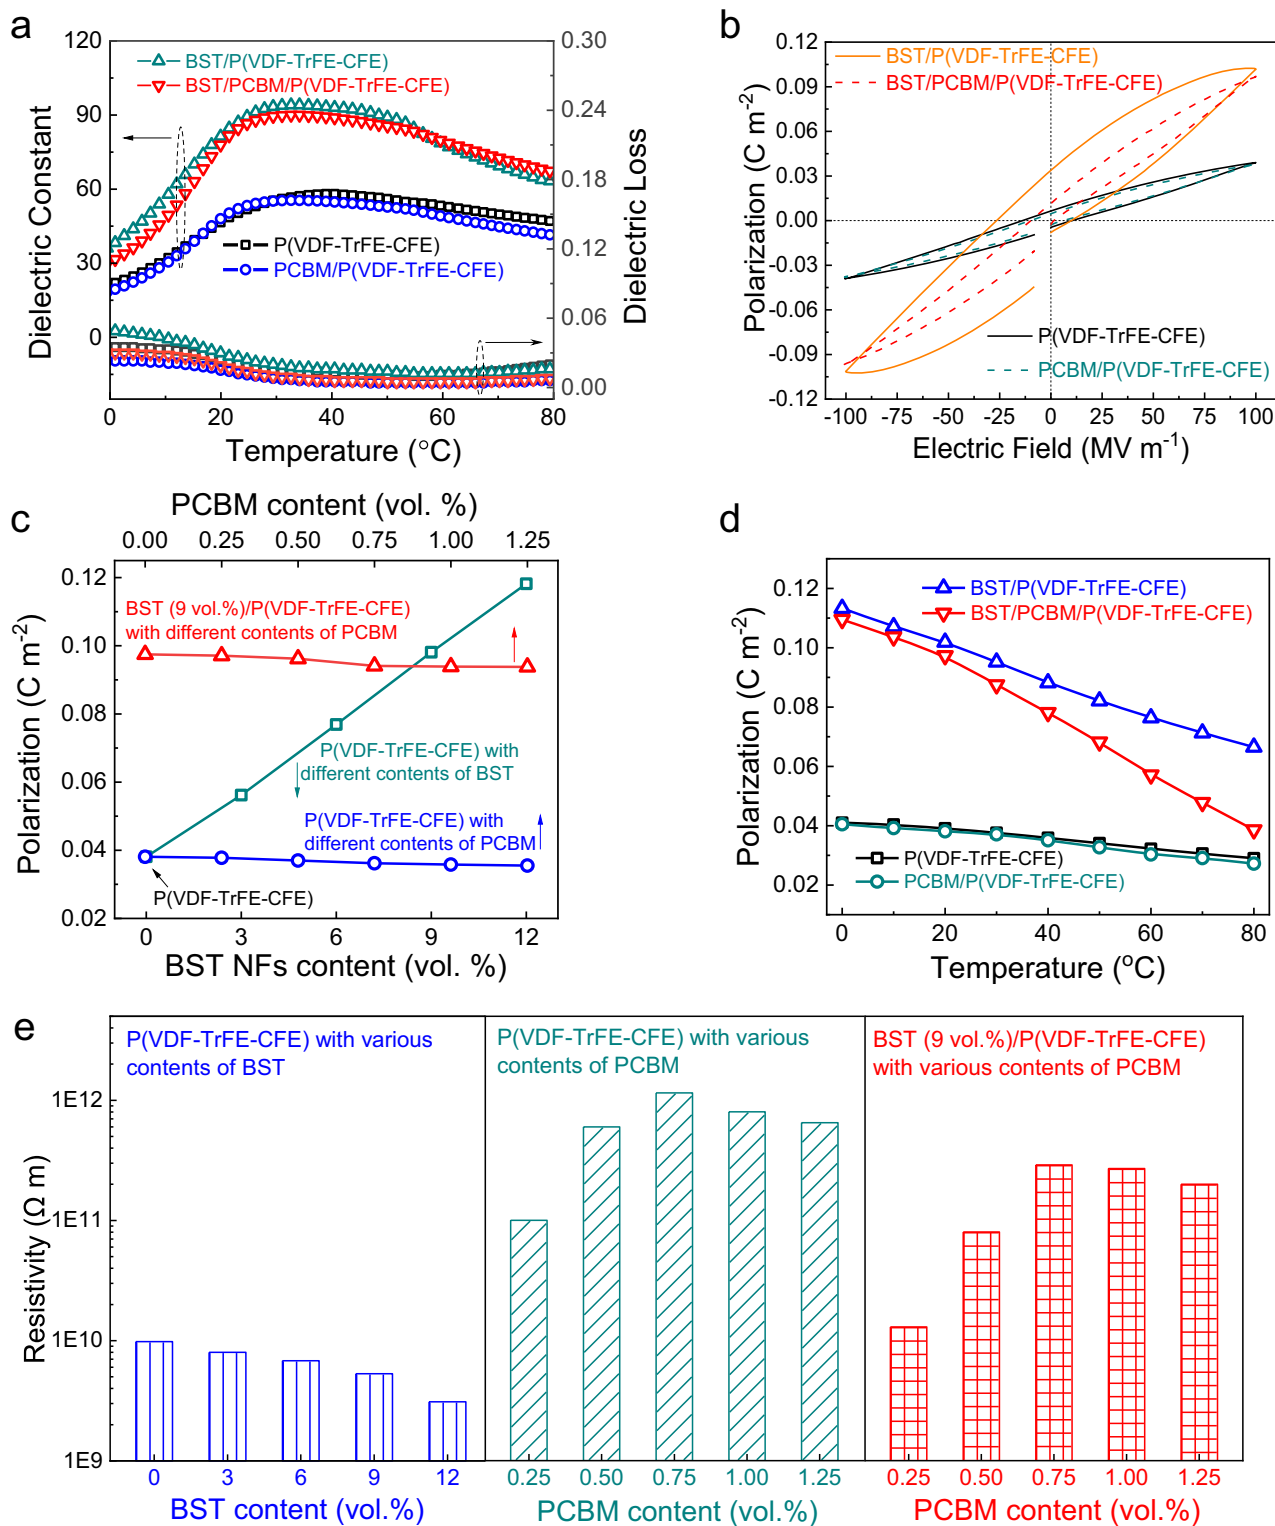 a
120
90
60
30
0
Dielectric Constant
BST/P(VDF-TrFE-CFE)
BST/PCBM/P(VDF-TrFE-CFE)
P(VDF-TrFE-CFE)
PCBM/P(VDF-TrFE-CFE)
0.30
0.24
0.18
0.12
0.06
0.00
Dielectric Loss
0 20 40 60 80
Temperature (°C)
b
0.12
0.09
0.06
0.03
0.00
-0.03
-0.06
-0.09
-0.12
Polarization (C m⁻²)
BST/P(VDF-TrFE-CFE)
BST/PCBM/P(VDF-TrFE-CFE)
P(VDF-TrFE-CFE)
PCBM/P(VDF-TrFE-CFE)
-100 -75 -50 -25 0 25 50 75 100
Electric Field (MV m⁻¹)
c
PCBM content (vol. %)
0.00 0.25 0.50 0.75 1.00 1.25
0.12
0.10
0.08
0.06
0.04
0.02
Polarization (C m⁻²)
BST (9 vol.%)/P(VDF-TrFE-CFE)
with different contents of PCBM
P(VDF-TrFE-CFE) with
different contents of BST
P(VDF-TrFE-CFE) with
different contents of PCBM
P(VDF-TrFE-CFE)
0 3 6 9 12
BST NFs content (vol. %)
d
0.12
0.10
0.08
0.06
0.04
0.02
Polarization (C m⁻²)
BST/P(VDF-TrFE-CFE)
BST/PCBM/P(VDF-TrFE-CFE)
P(VDF-TrFE-CFE)
PCBM/P(VDF-TrFE-CFE)
0 20 40 60 80
Temperature (°C)
e
1E12
1E11
1E10
1E9
Resistivity (Ω m)
P(VDF-TrFE-CFE) with various
contents of BST
0 3 6 9 12
BST content (vol.%)
P(VDF-TrFE-CFE) with various
contents of PCBM
0.25 0.50 0.75 1.00 1.25
PCBM content (vol.%)
BST (9 vol.%)/P(VDF-TrFE-CFE)
with various contents of PCBM
0.25 0.50 0.75 1.00 1.25
PCBM content (vol.%)